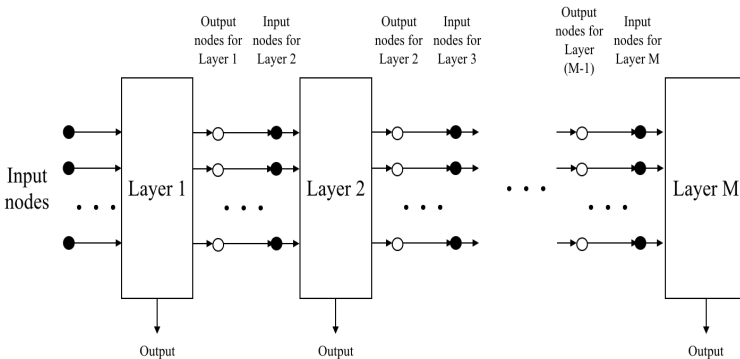 Output
nodes for
Layer 1
Input
nodes for
Layer 2
Output
nodes for
Layer 2
Input
nodes for
Layer 3
Output
nodes for
Layer
(M-1)
Input
nodes for
Layer M
Input
nodes
Layer 1
Layer 2
Layer M
Output
Output
Output